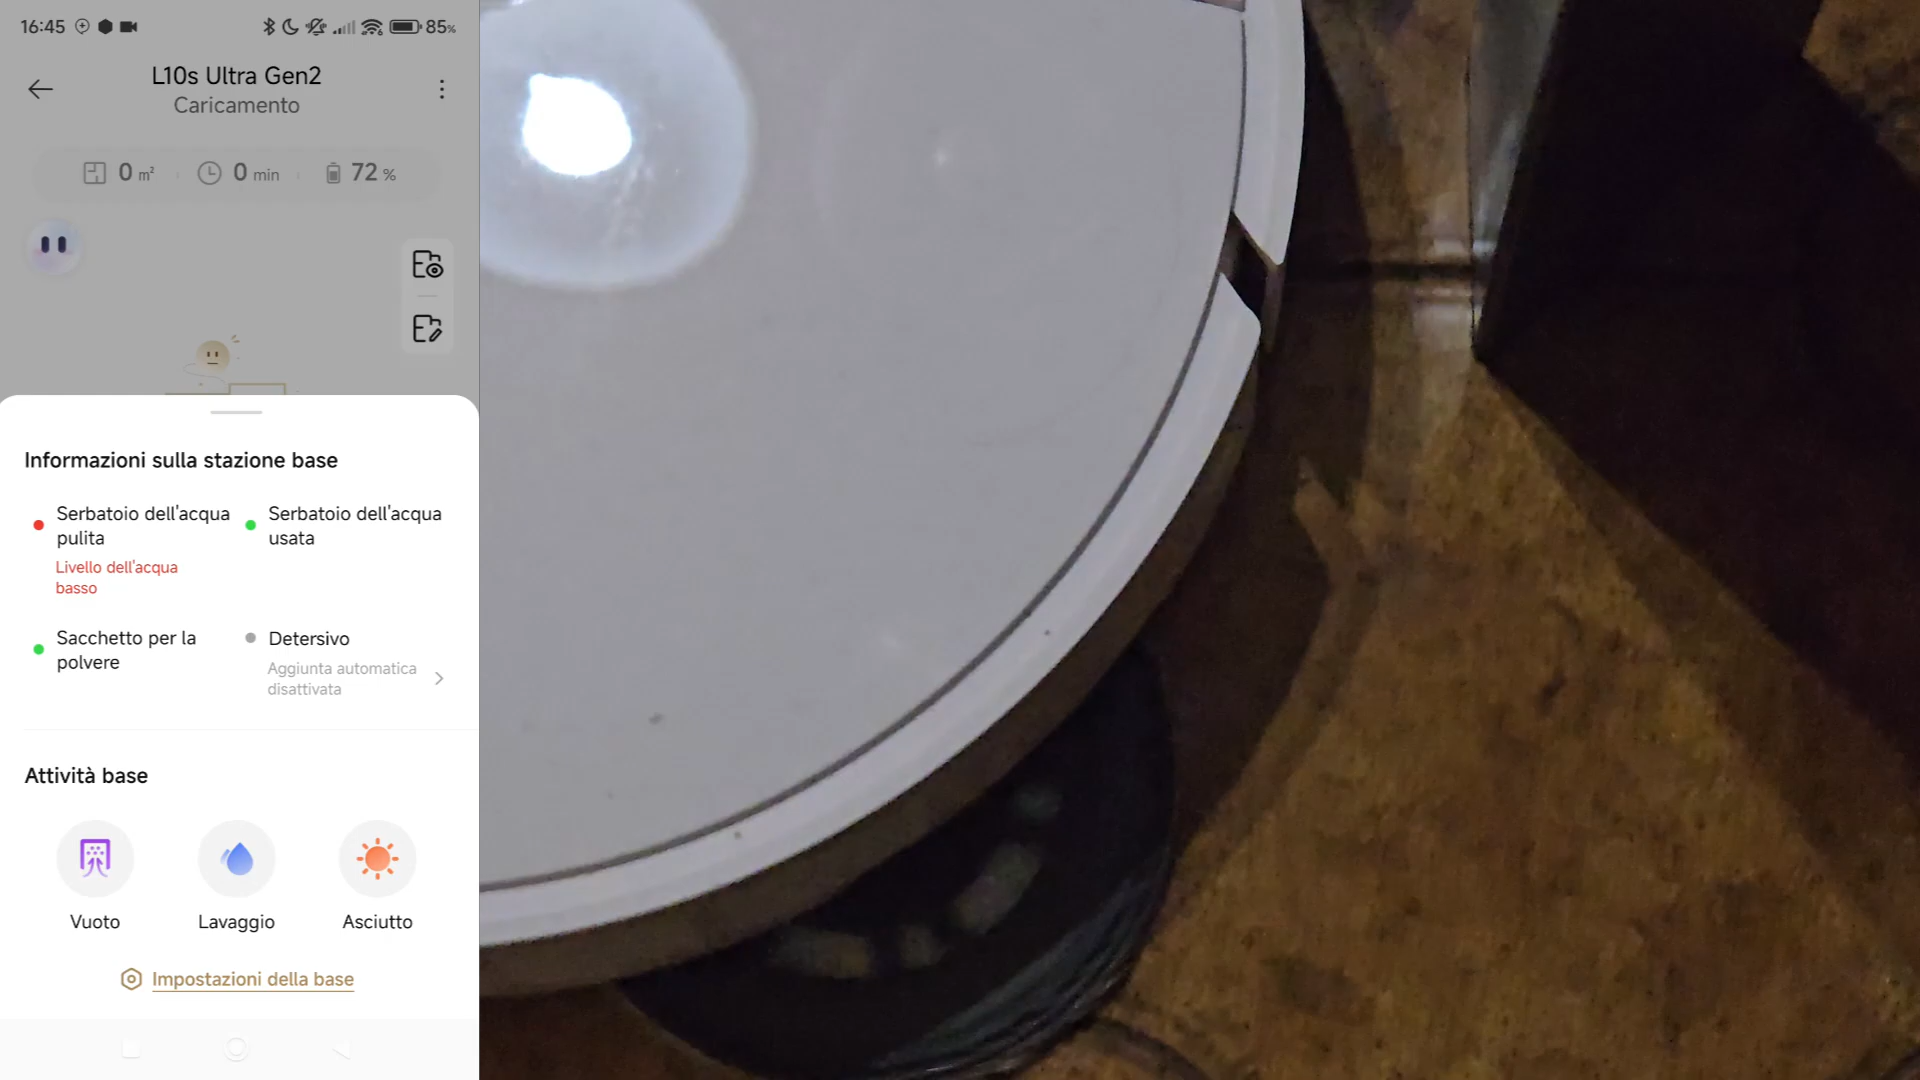 16:45
85%
L10s Ultra Gen2
Caricamento
0 m²
0 min
72 %
Informazioni sulla stazione base
Serbatoio dell'acqua pulita
Livello dell'acqua basso
Serbatoio dell'acqua usata
Sacchetto per la polvere
Detersivo
Aggiunta automatica disattivata
Attività base
Vuoto
Lavaggio
Asciutto
Impostazioni della base